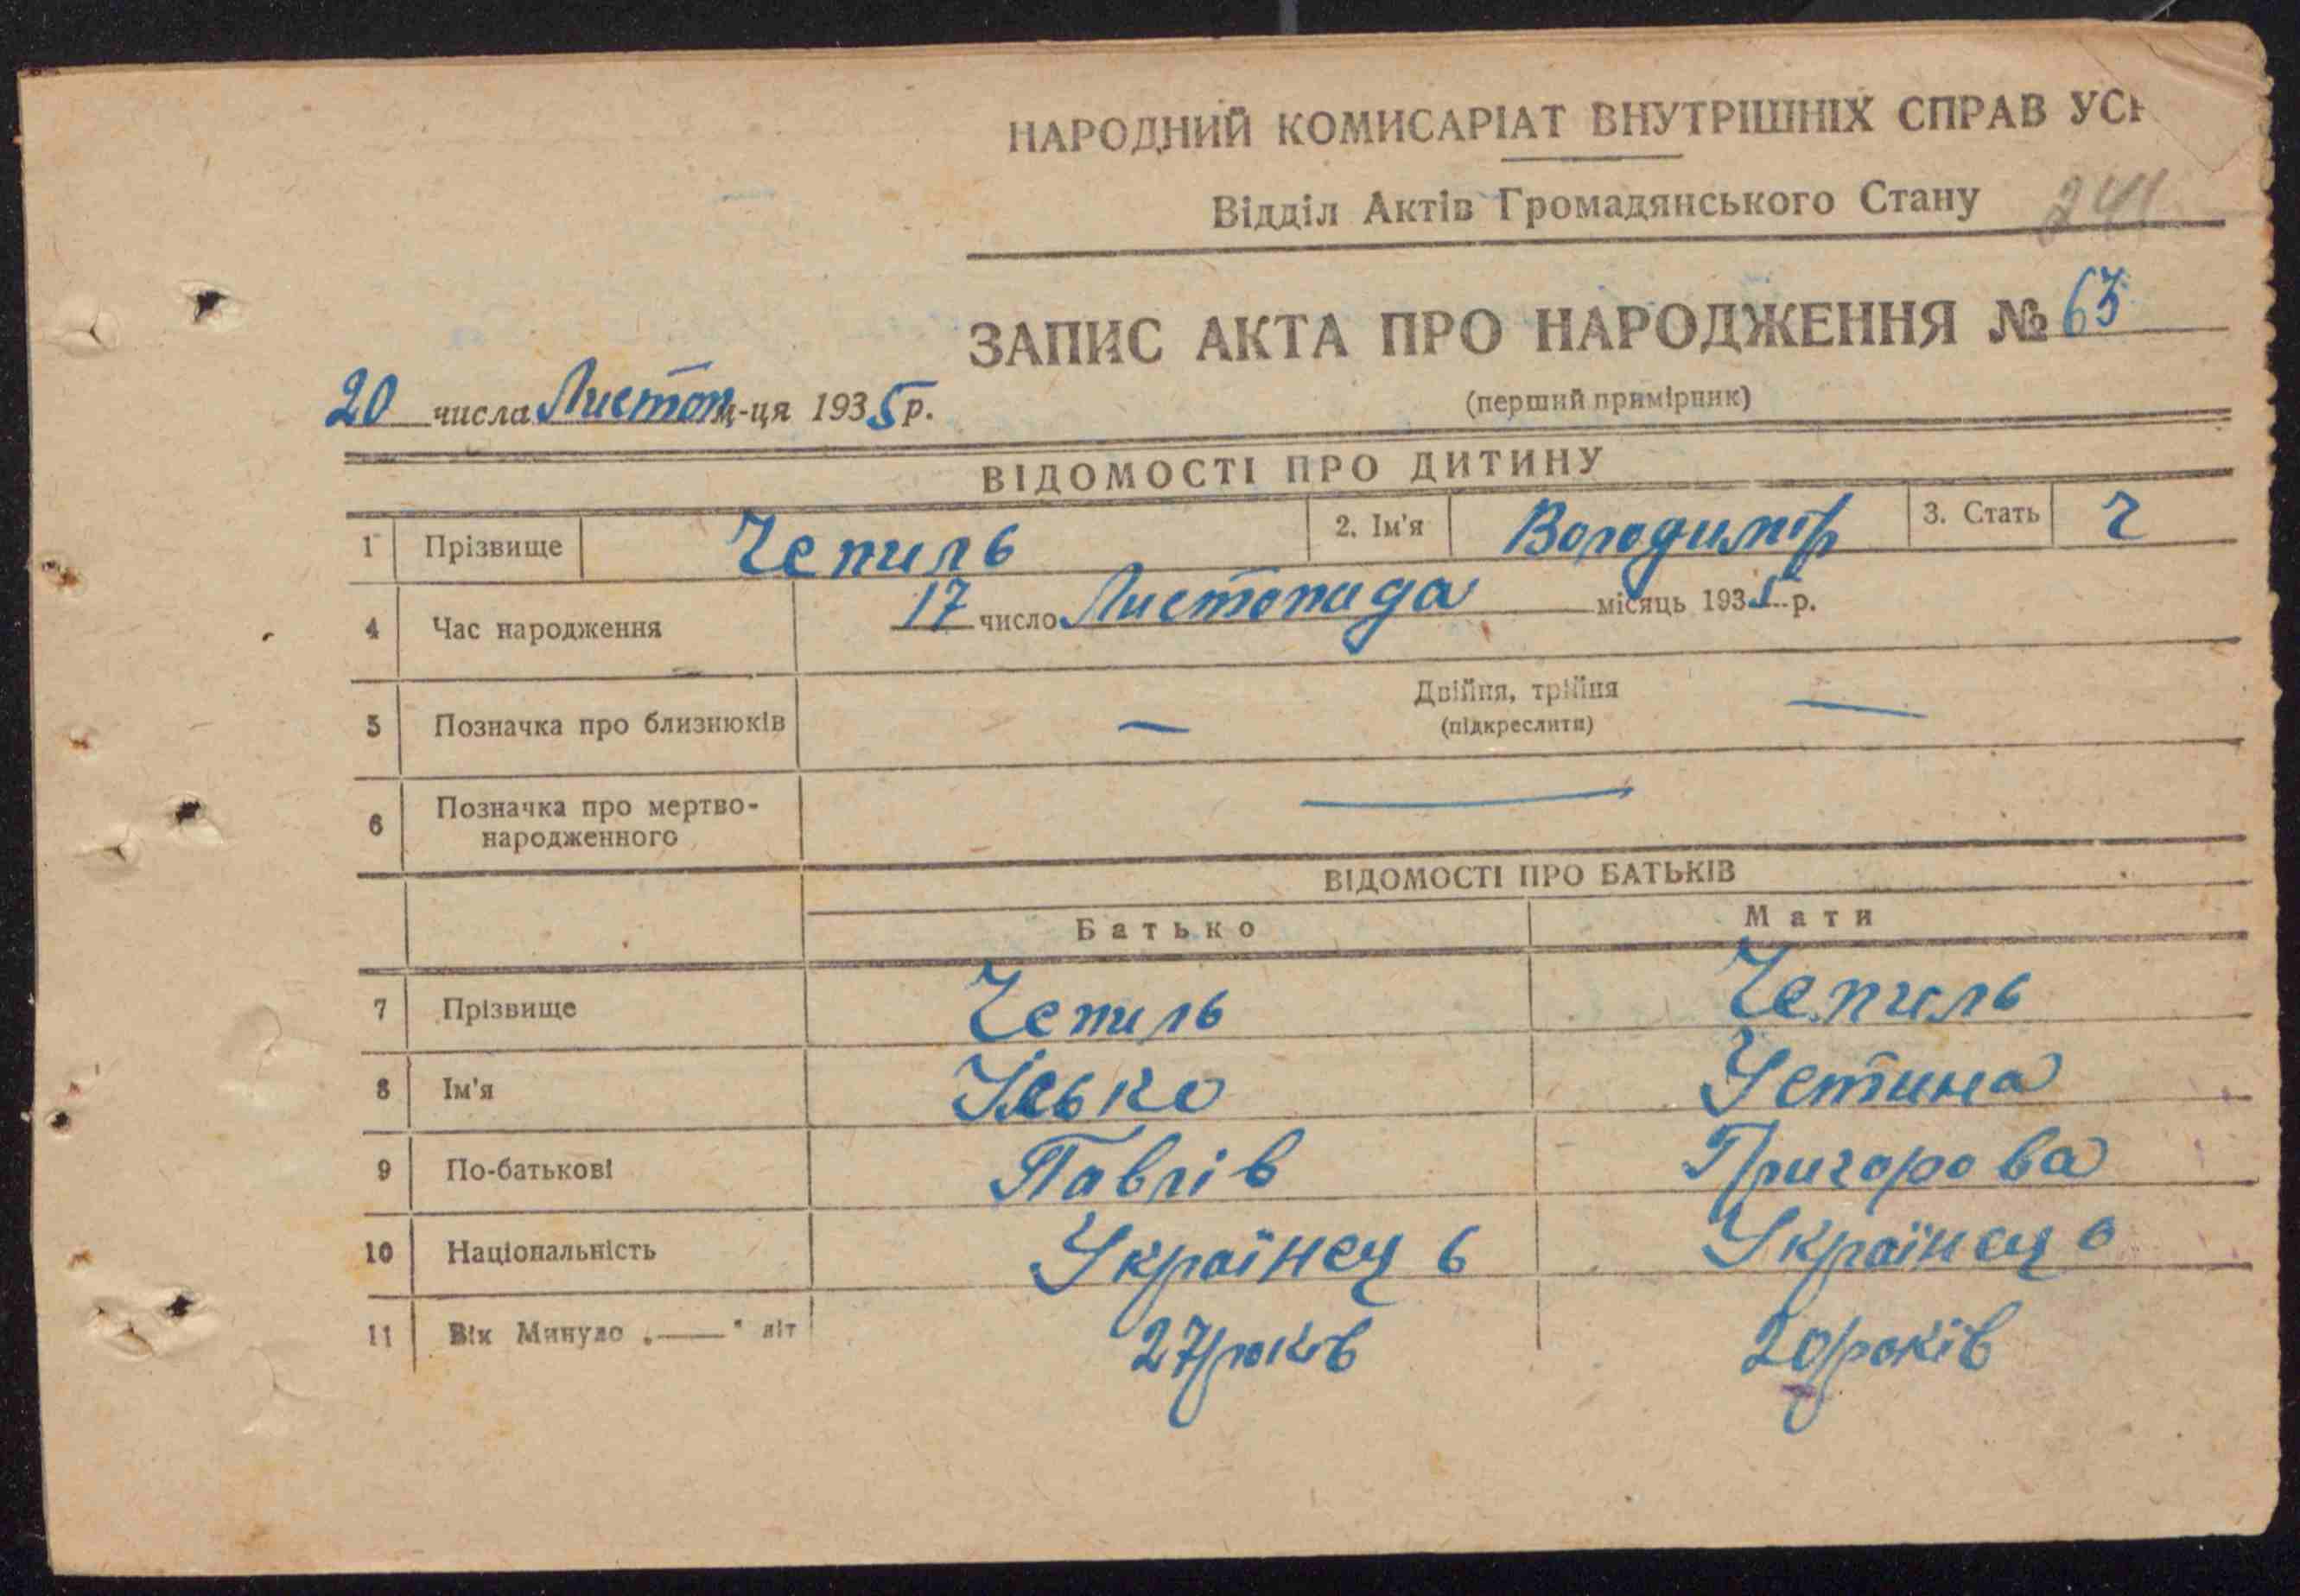 НАРОДНИЙ КОМИСАРІАТ ВНУТРІШНІХ СПРАВ УС
Відділ Актів Громадянського Стану 241
ЗАПИС АКТА ПРО НАРОДЖЕННЯ № 63
20 числа Листоп м-ця 1935 р.
(перший примірник)
ВІДОМОСТІ ПРО ДИТИНУ
1 Прізвище Чепиль 2. Ім'я Володимір 3. Стать ч
4 Час народження 17 число Листопада місяць 1935 р.
5 Позначка про близнюків — Двійня, трійня —
(підкреслити)
6 Позначка про мертво-
народженного —
ВІДОМОСТІ ПРО БАТЬКІВ
Батько Мати
7 Прізвище Чепиль Чепиль
8 Ім'я Устина
9 По-батькові Павлів Григорова
10 Національність Українець Українець
11 Вік Минуло „—“ літ 27 років 20 років